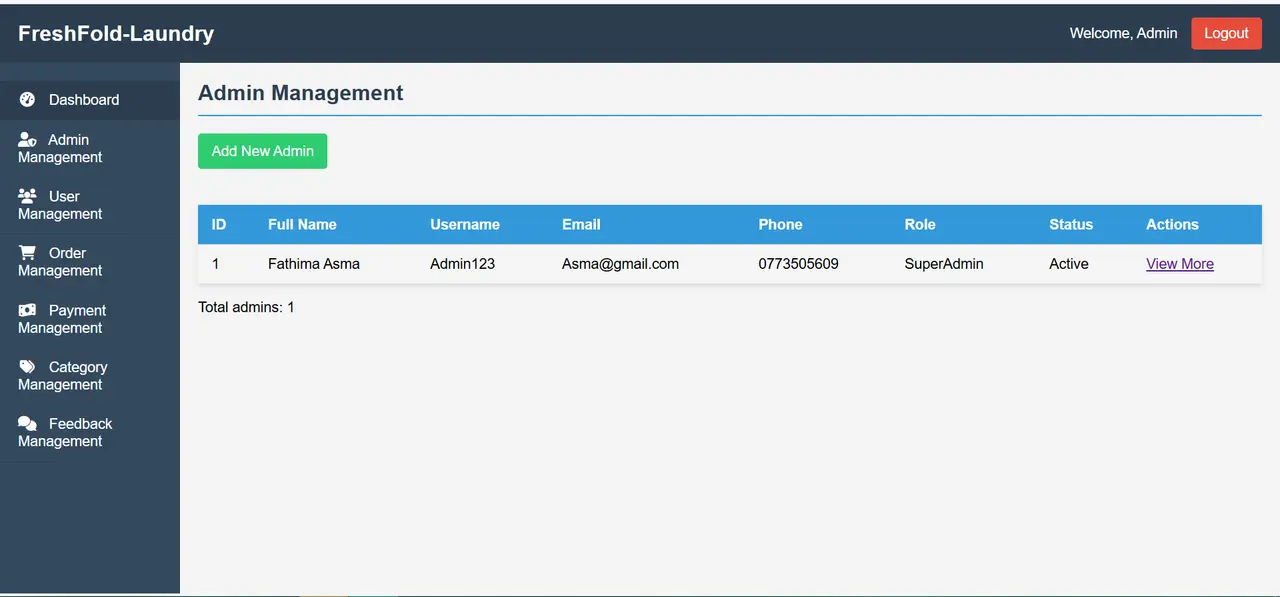 FreshFold-Laundry
Welcome, Admin
Logout
Dashboard
Admin
Management
User
Management
Order
Management
Payment
Management
Category
Management
Feedback
Management
Admin Management
Add New Admin
ID Full Name Username Email Phone Role Status Actions
1 Fathima Asma Admin123 Asma@gmail.com 0773505609 SuperAdmin Active View More
Total admins: 1